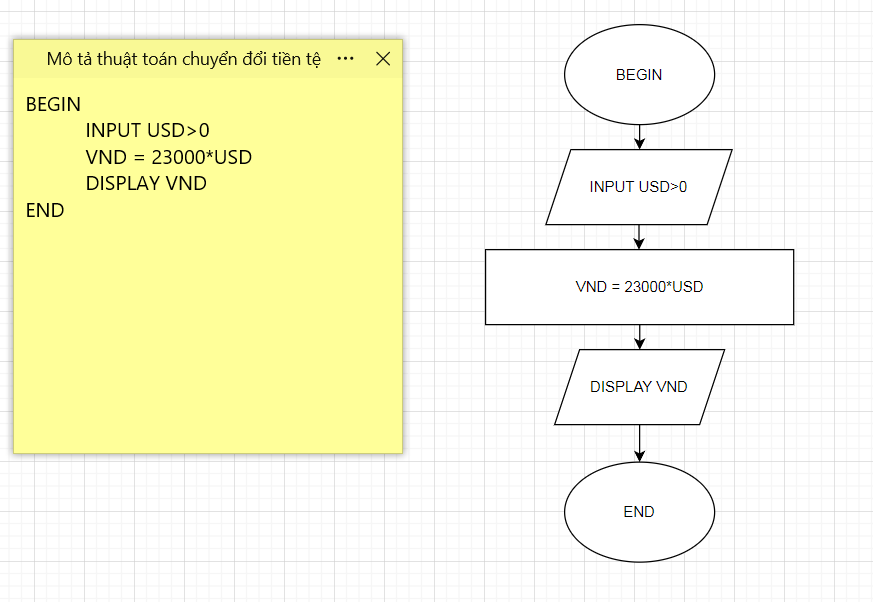 Mô tả thuật toán chuyển đổi tiền tệ
BEGIN
INPUT USD>0
VND = 23000*USD
DISPLAY VND
END
BEGIN
INPUT USD>0
VND = 23000*USD
DISPLAY VND
END